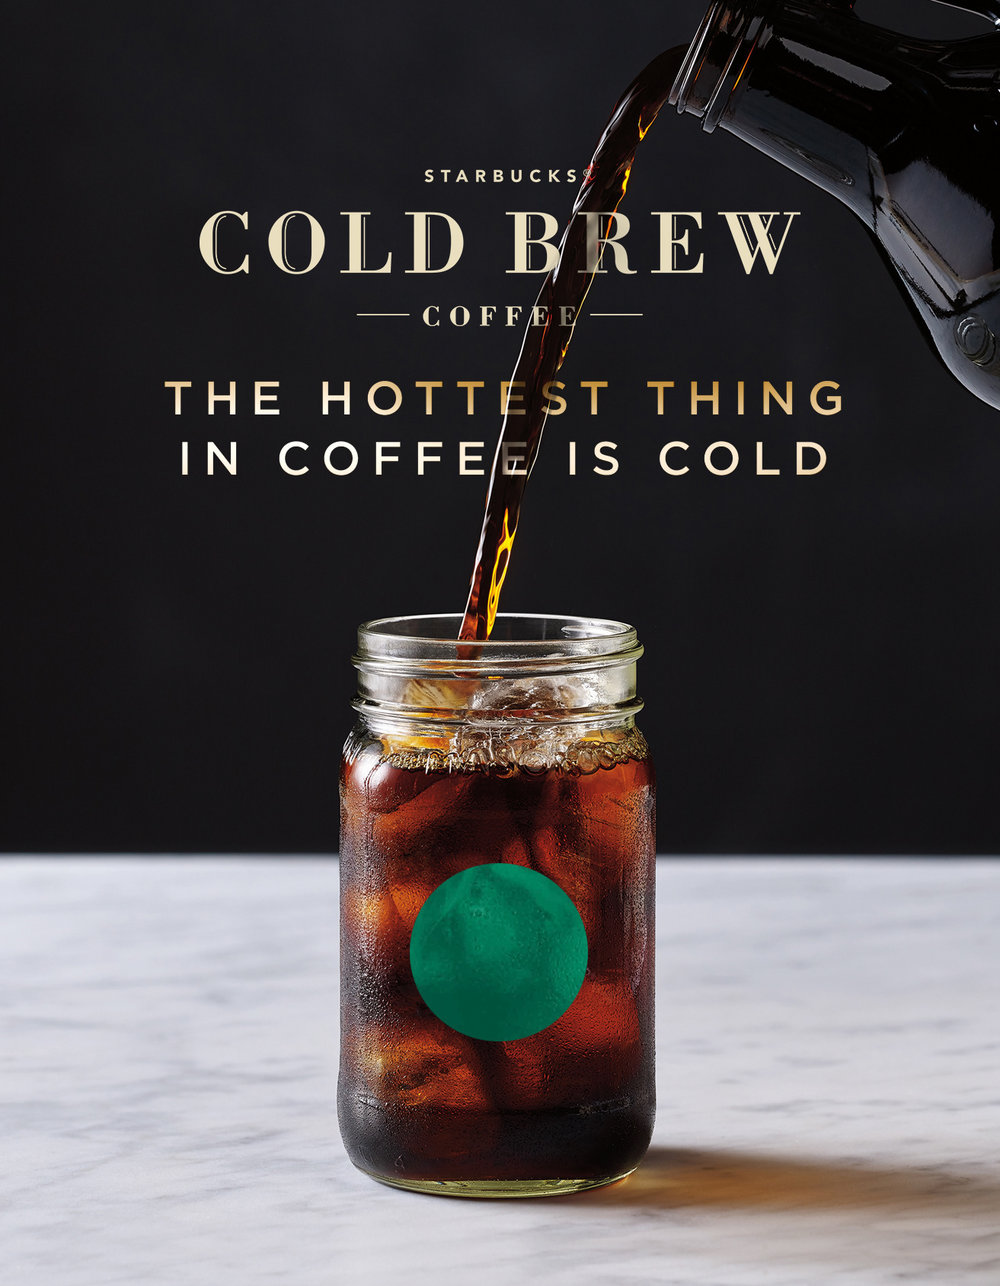 STARBUCKS®
COLD BREW
COFFEE
THE HOTTEST THING
IN COFFEE IS COLD